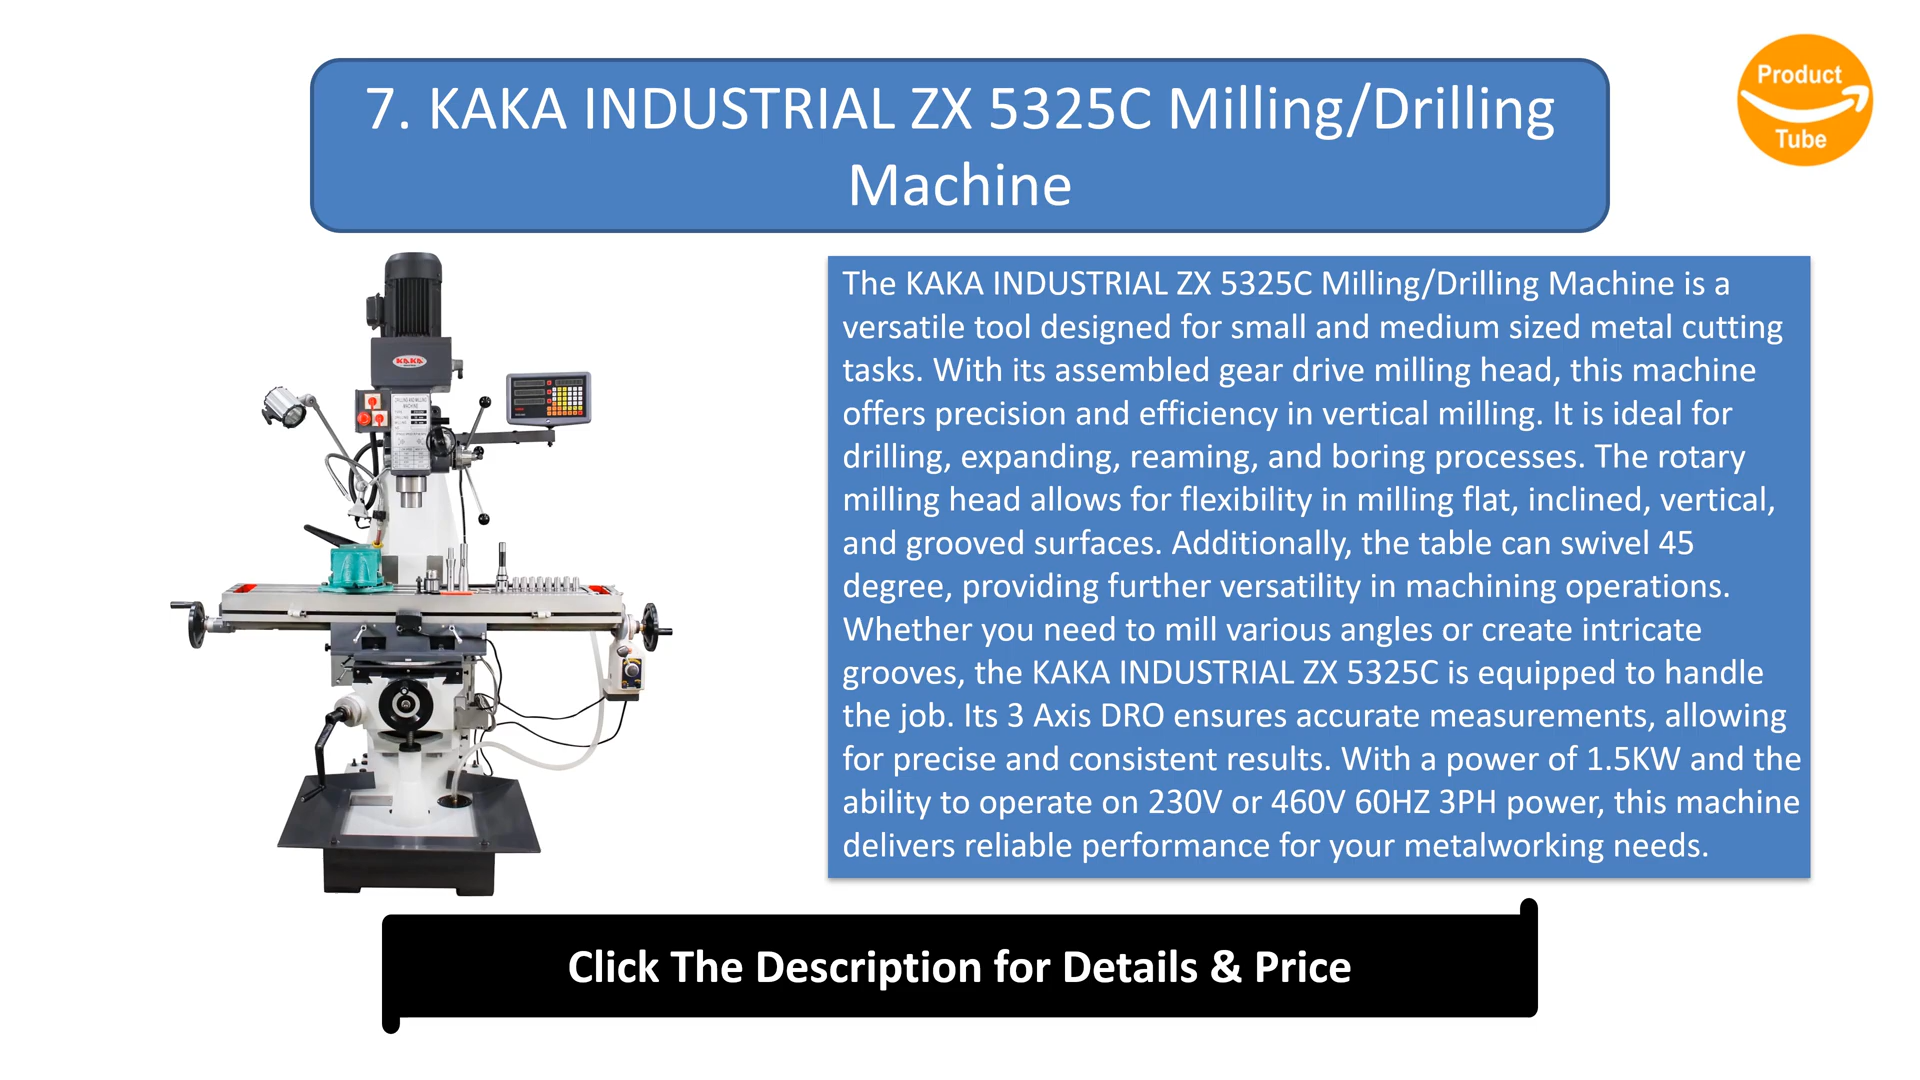 Product
Tube
7. KAKA INDUSTRIAL ZX 5325C Milling/Drilling
Machine
KAKA
DRILLING AND MILLING
MACHINE
The KAKA INDUSTRIAL ZX 5325C Milling/Drilling Machine is a
versatile tool designed for small and medium sized metal cutting
tasks. With its assembled gear drive milling head, this machine
offers precision and efficiency in vertical milling. It is ideal for
drilling, expanding, reaming, and boring processes. The rotary
milling head allows for flexibility in milling flat, inclined, vertical,
and grooved surfaces. Additionally, the table can swivel 45
degree, providing further versatility in machining operations.
Whether you need to mill various angles or create intricate
grooves, the KAKA INDUSTRIAL ZX 5325C is equipped to handle
the job. Its 3 Axis DRO ensures accurate measurements, allowing
for precise and consistent results. With a power of 1.5KW and the
ability to operate on 230V or 460V 60HZ 3PH power, this machine
delivers reliable performance for your metalworking needs.
Click The Description for Details & Price